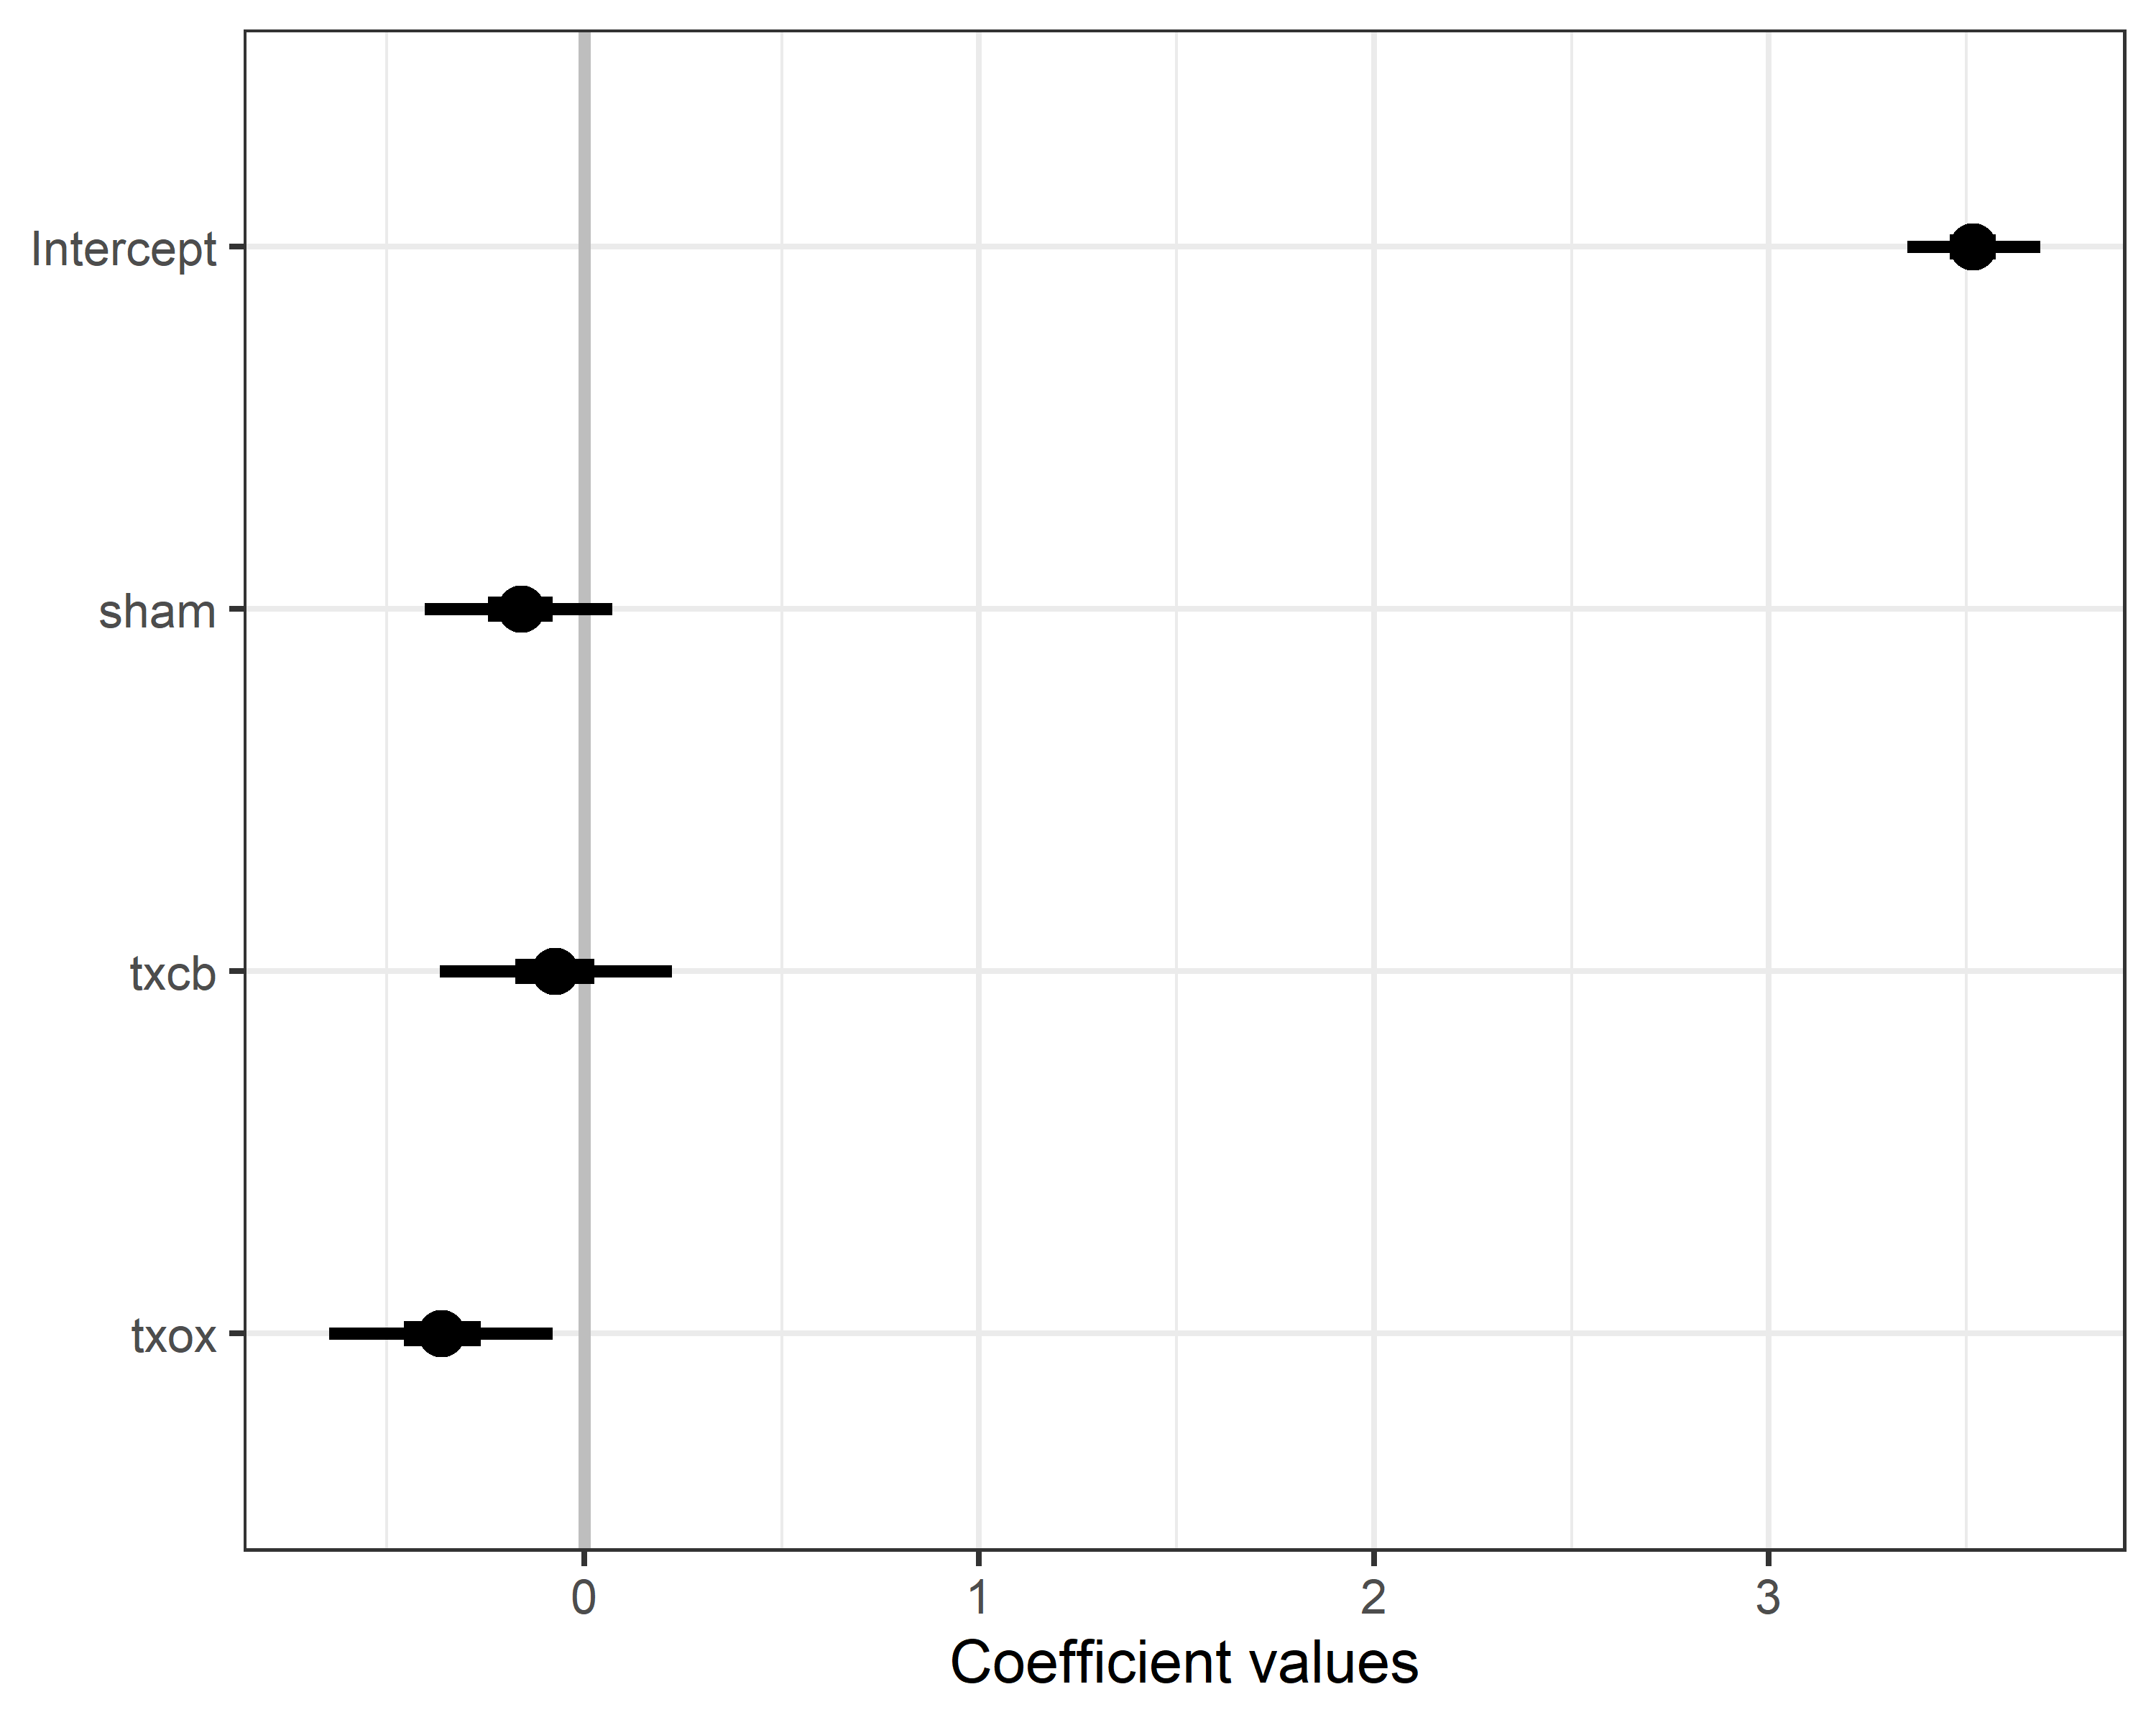 Intercept
sham
txcb
txox
0 1 2 3
Coefficient values